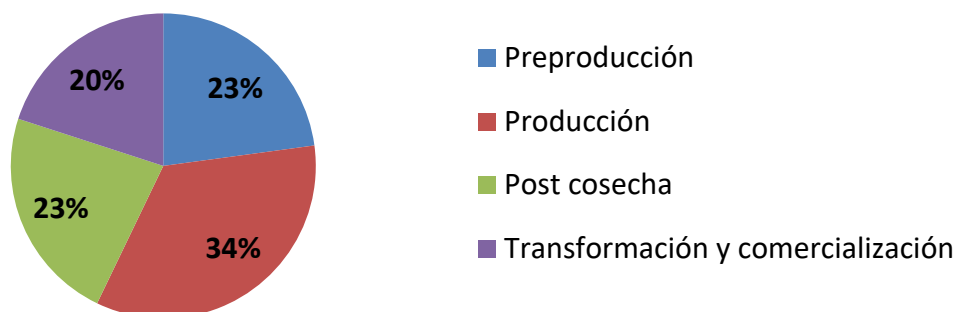 20%
23%
23%
34%
Preproducción
Producción
Post cosecha
Transformación y comercialización